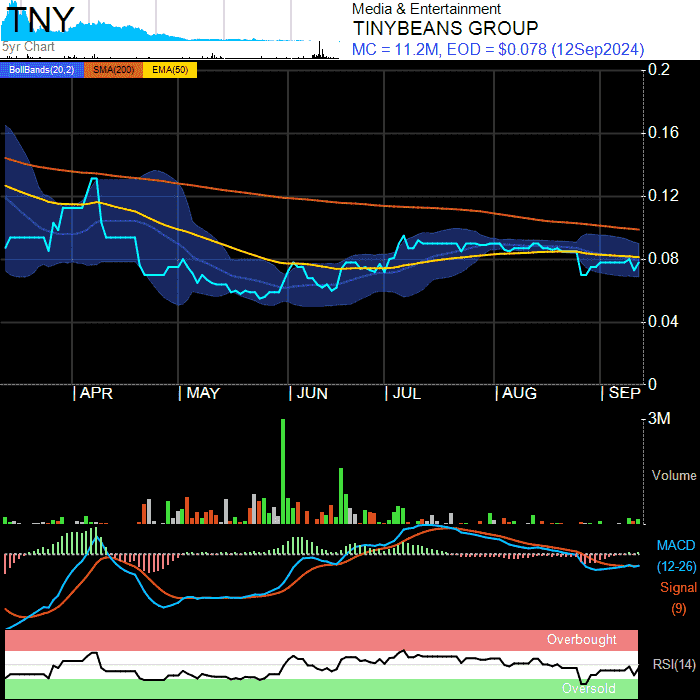 TNY
5yr Chart
Media & Entertainment
TINYBEANS GROUP
MC = 11.2M, EOD = $0.078 (12Sep2024)
BollBands(20,2) SMA(200) EMA(50)
0.2
0.16
0.12
0.08
0.04
0
APR MAY JUN JUL AUG SEP
3M
Volume
MACD
(12-26)
Signal
(9)
Overbought
RSI(14)
Oversold